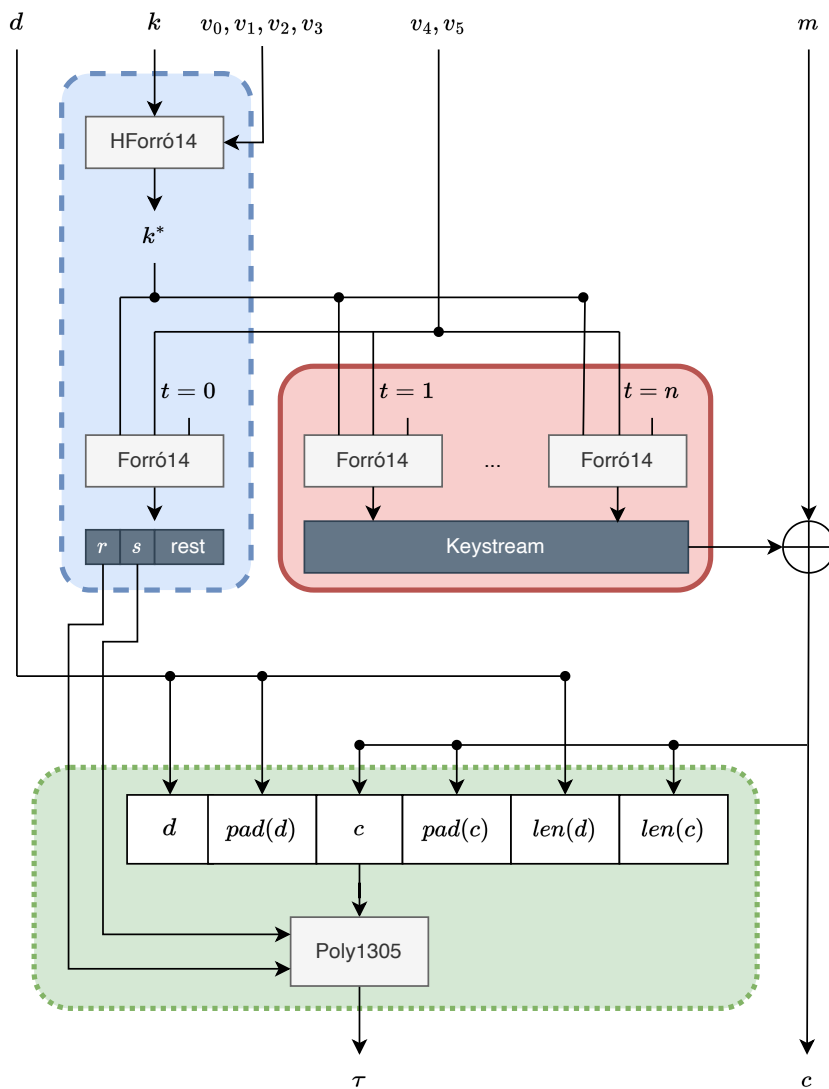 d k v₀, v₁, v₂, v₃ v₄, v₅ m
HForró14
k*
t = 0 t = 1 t = n
Forró14 Forró14 ... Forró14
r s rest Keystream
d pad(d) c pad(c) len(d) len(c)
Poly1305
τ c